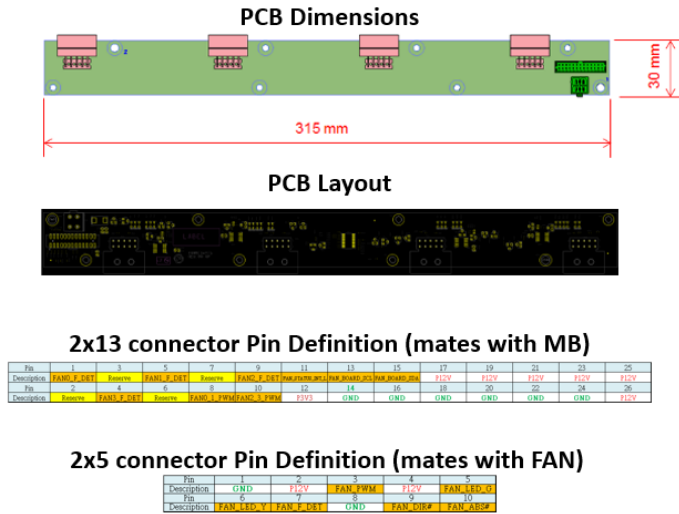 PCB Dimensions
2
1
30 mm
315 mm
PCB Layout
2x13 connector Pin Definition (mates with MB)
Pin 1 3 5 7 9 11 13 15 17 19 21 23 25
Description FAN0_F_DET Reserve FAN1_F_DET Reserve FAN2_F_DET FAN_STATUS_INT_L FAN_BOARD_SCL FAN_BOARD_SDA P12V P12V P12V P12V P12V
Pin 2 4 6 8 10 12 14 16 18 20 22 24 26
Description Reserve FAN3_F_DET Reserve FAN0_1_PWM FAN2_3_PWM P3V3 GND GND GND GND GND GND P12V
2x5 connector Pin Definition (mates with FAN)
Pin 1 2 3 4 5
Description GND P12V FAN_PWM P12V FAN_LED_G
Pin 6 7 8 9 10
Description FAN_LED_Y FAN_F_DET GND FAN_DIR# FAN_ABS#